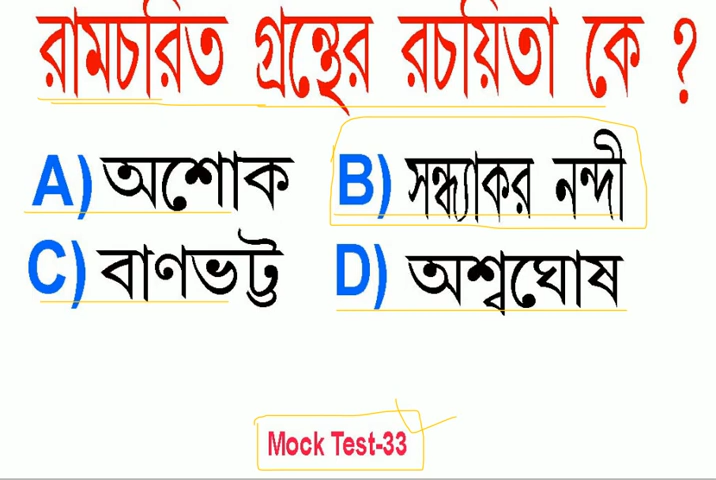 রামচরিত গ্রন্থের রচয়িতা কে ?
A) অশোক B) সন্ধ্যাকর নন্দী
C) বাণভট্ট D) অশ্বঘোষ
Mock Test-33